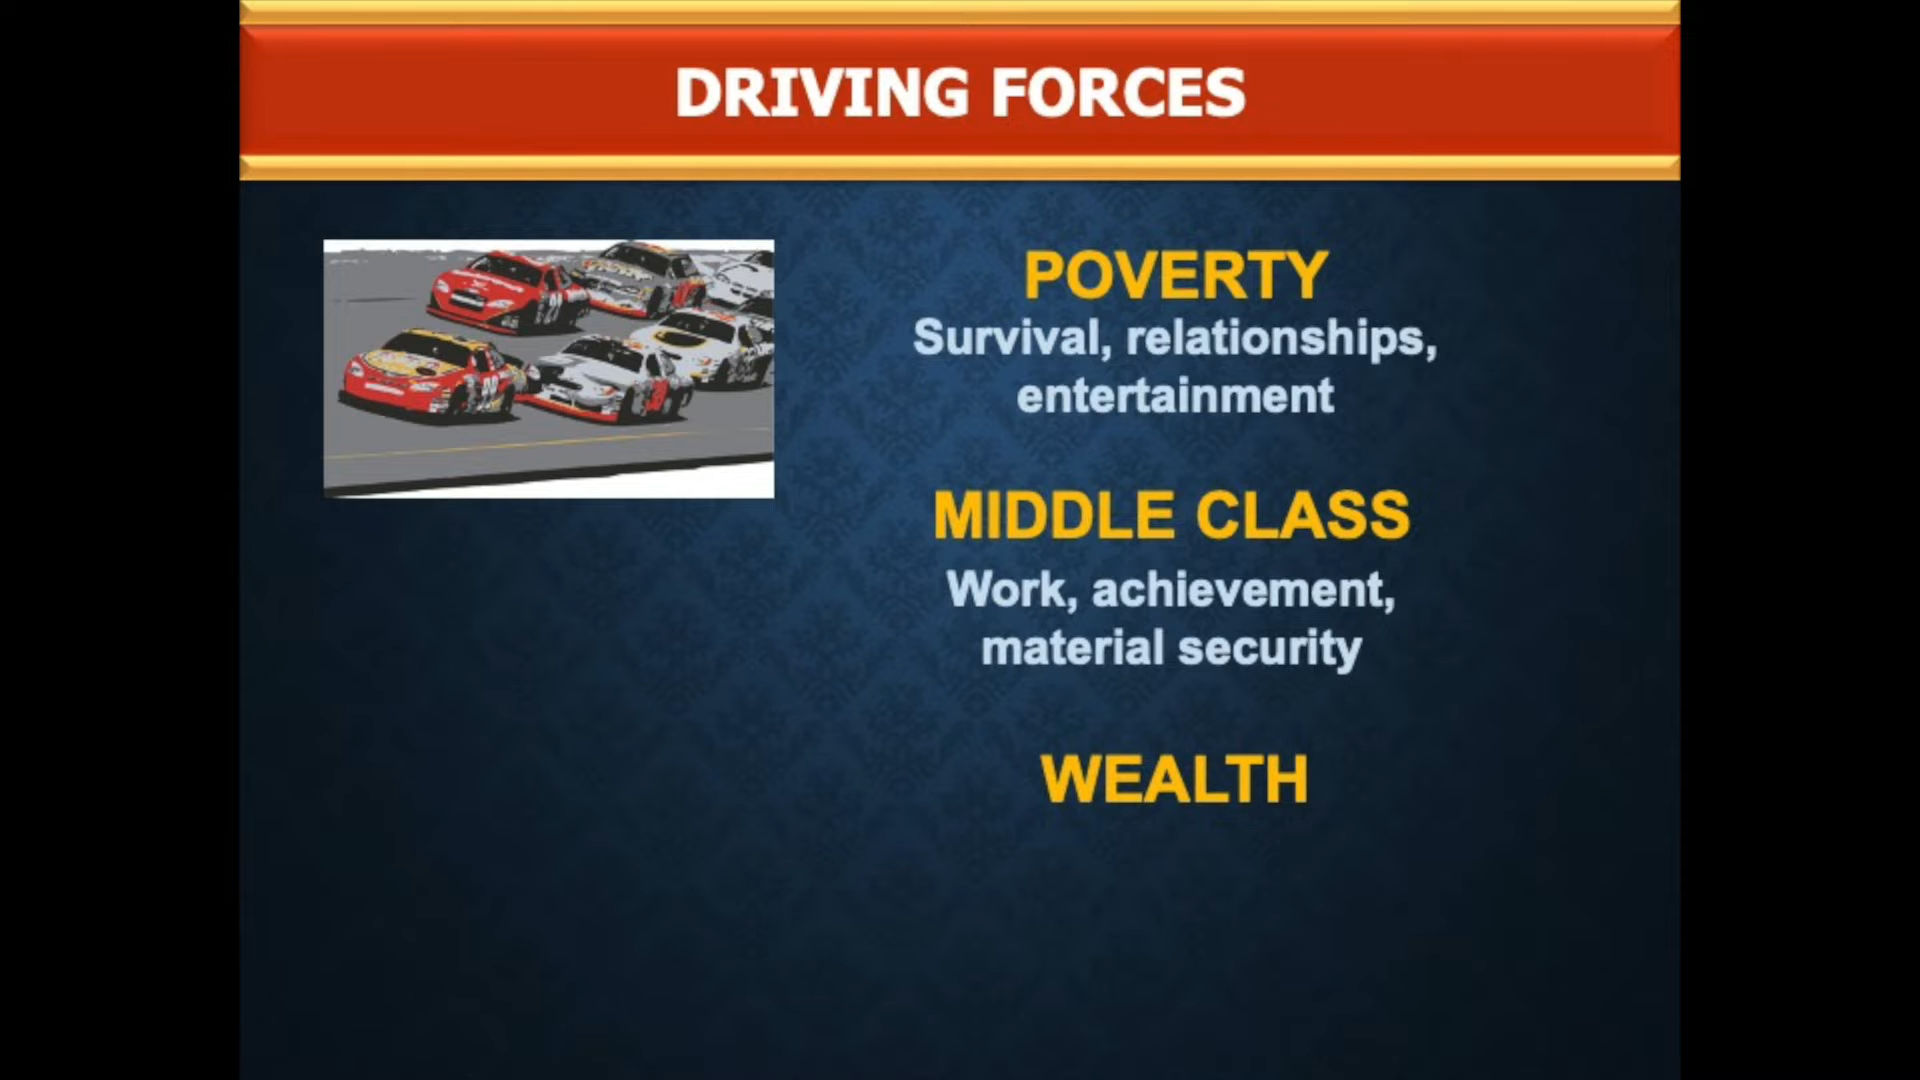 DRIVING FORCES
POVERTY
Survival, relationships,
entertainment
MIDDLE CLASS
Work, achievement,
material security
WEALTH